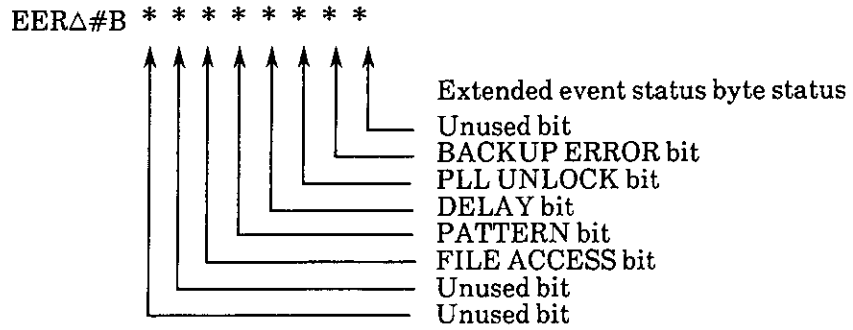 EER△#B * * * * * * * *
Extended event status byte status
Unused bit
BACKUP ERROR bit
PLL UNLOCK bit
DELAY bit
PATTERN bit
FILE ACCESS bit
Unused bit
Unused bit